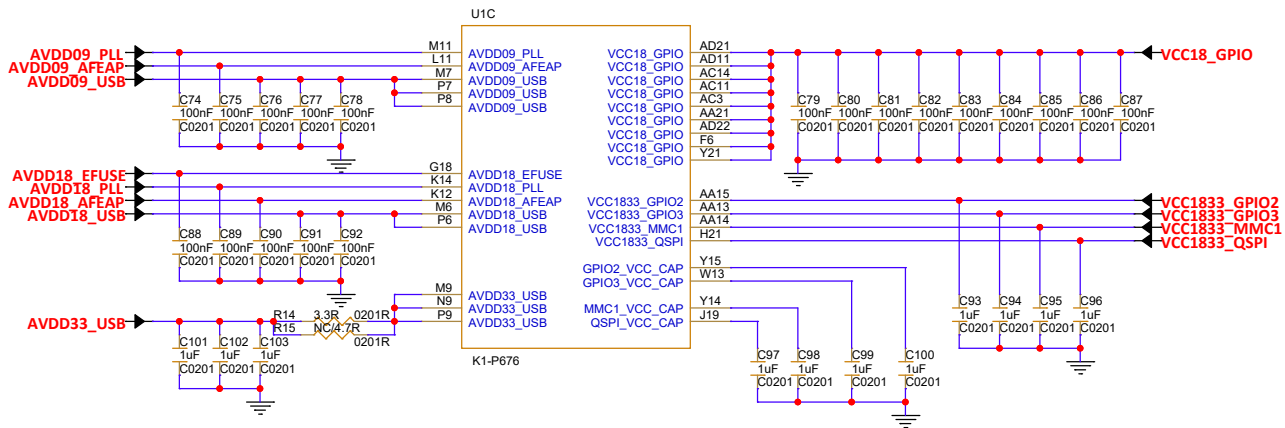 U1C
AVDD09_PLL
AVDD09_AFEAP
AVDD09_USB
M11
L11
M7
P7
P8
AVDD09_PLL
AVDD09_AFEAP
AVDD09_USB
AVDD09_USB
AVDD09_USB
C74
100nF
C0201
C75
100nF
C0201
C76
100nF
C0201
C77
100nF
C0201
C78
100nF
C0201
AVDD18_EFUSE
AVDD18_PLL
AVDD18_AFEAP
AVDD18_USB
G18
K14
K12
M6
P6
AVDD18_EFUSE
AVDD18_PLL
AVDD18_AFEAP
AVDD18_USB
AVDD18_USB
C88
100nF
C0201
C89
100nF
C0201
C90
100nF
C0201
C91
100nF
C0201
C92
100nF
C0201
AVDD33_USB
R14 3.3R 0201R
R15 NC/4.7R 0201R
M9
N9
P9
AVDD33_USB
AVDD33_USB
AVDD33_USB
C101
1uF
C0201
C102
1uF
C0201
C103
1uF
C0201
K1-P676
VCC18_GPIO
VCC18_GPIO
VCC18_GPIO
VCC18_GPIO
VCC18_GPIO
VCC18_GPIO
VCC18_GPIO
VCC18_GPIO
VCC18_GPIO
AD21
AD11
AC14
AC11
AC3
AA21
AD22
F6
Y21
VCC18_GPIO
C79
100nF
C0201
C80
100nF
C0201
C81
100nF
C0201
C82
100nF
C0201
C83
100nF
C0201
C84
100nF
C0201
C85
100nF
C0201
C86
100nF
C0201
C87
100nF
C0201
VCC1833_GPIO2
VCC1833_GPIO3
VCC1833_MMC1
VCC1833_QSPI
AA15
AA13
AA14
H21
VCC1833_GPIO2
VCC1833_GPIO3
VCC1833_MMC1
VCC1833_QSPI
GPIO2_VCC_CAP
GPIO3_VCC_CAP
MMC1_VCC_CAP
QSPI_VCC_CAP
Y15
W13
Y14
J19
C93
1uF
C0201
C94
1uF
C0201
C95
1uF
C0201
C96
1uF
C0201
C97
1uF
C0201
C98
1uF
C0201
C99
1uF
C0201
C100
1uF
C0201